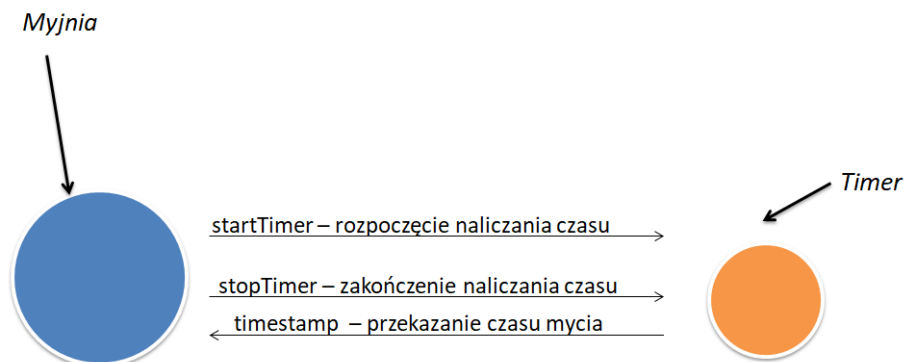 Myjnia
Timer
startTimer – rozpoczęcie naliczania czasu
stopTimer – zakończenie naliczania czasu
timestamp – przekazanie czasu mycia